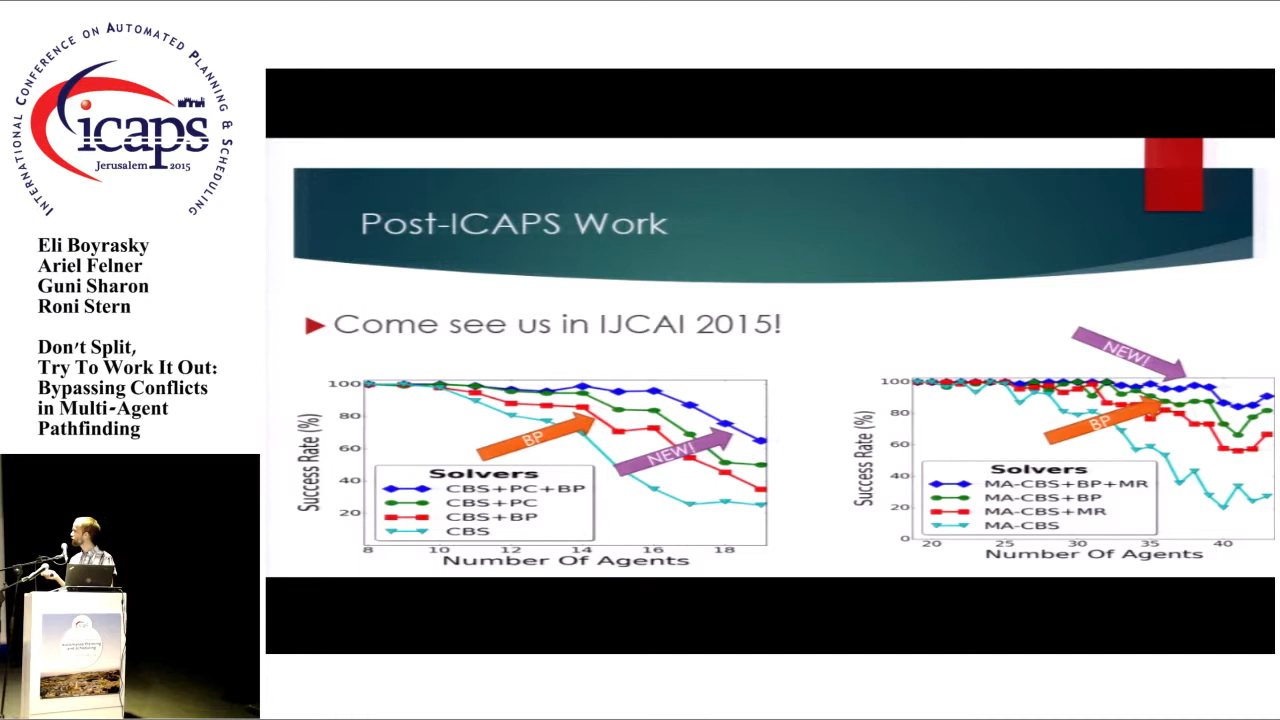 INTERNATIONAL CONFERENCE ON AUTOMATED PLANNING & SCHEDULING
icaps
Jerusalem 2015
Eli Boyrasky
Ariel Felner
Guni Sharon
Roni Stern
Don't Split,
Try To Work It Out:
Bypassing Conflicts
in Multi-Agent
Pathfinding
Post-ICAPS Work
Come see us in IJCAI 2015!
Success Rate (%)
100
80
60
40
20
8
10
12
14
16
18
Number Of Agents
BP
NEW!
Solvers
CBS+PC+BP
CBS+PC
CBS+BP
CBS
Success Rate (%)
100
80
60
40
20
0
20
25
30
35
40
Number Of Agents
NEW!
BP
Solvers
MA-CBS+BP+MR
MA-CBS+BP
MA-CBS+MR
MA-CBS